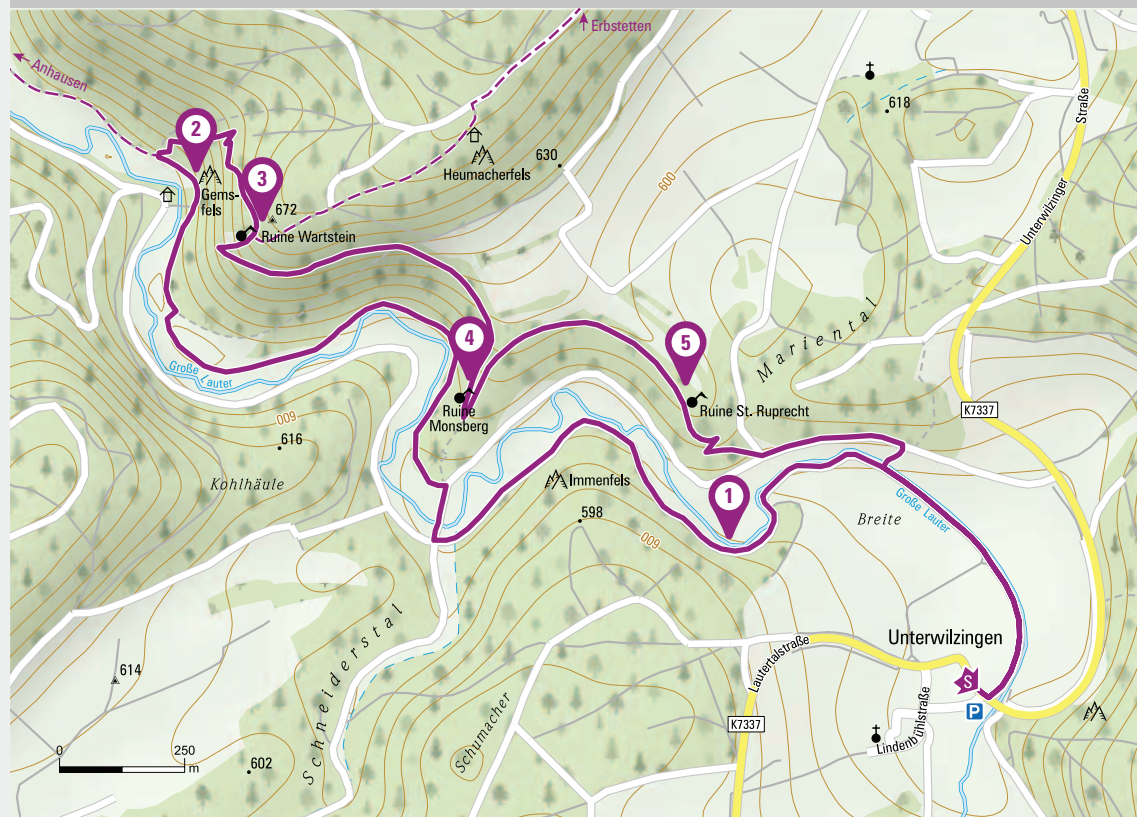 Erbstetten
Anhausen
618
2
Straße
630
Heumacherfels
3
Gems-
fels
600
672
Ruine Wartstein
Unterwilzinger
Mariental
4
5
Große Lauter
Ruine
Monsberg
Ruine St. Ruprecht
K7337
600
616
Kohlhäule
Immenfels
1
Große Lauter
Breite
598
600
Schneiderstal
Unterwilzingen
Lautertalstraße
614
S
P
Schumacher
K7337
Lindenbühlstraße
0
250
m
602